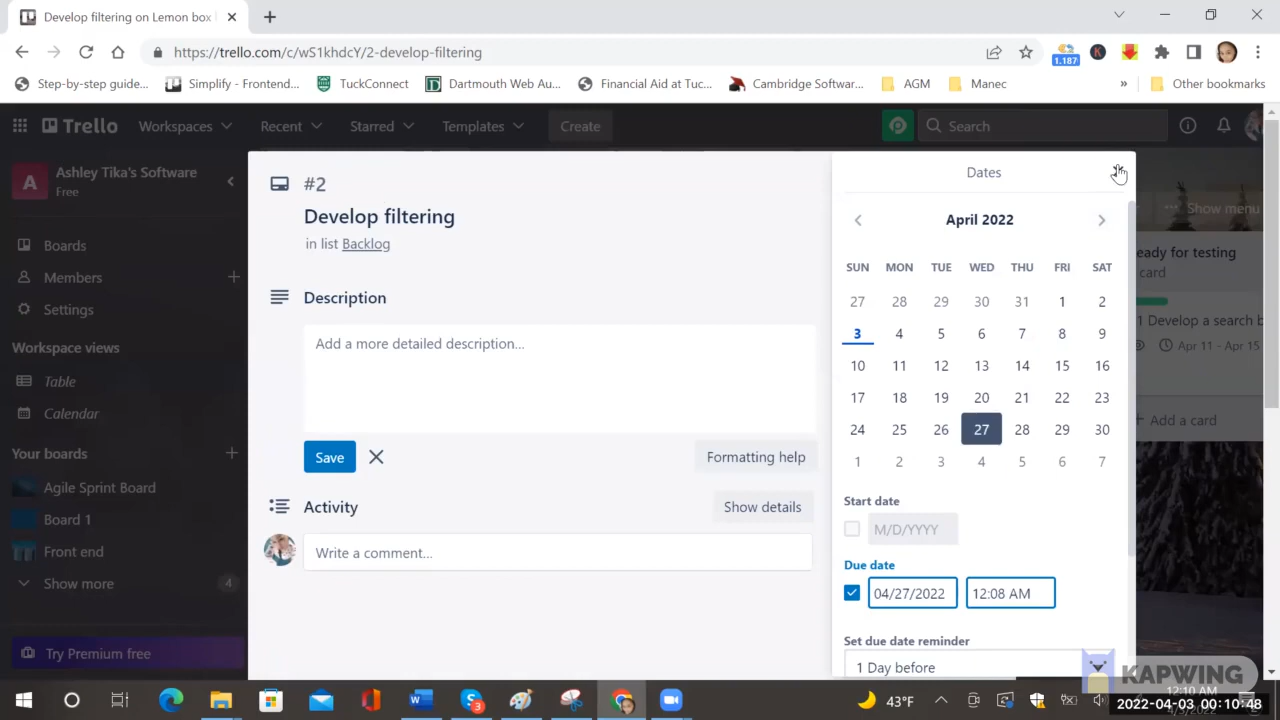 Develop filtering on Lemon box
https://trello.com/c/wS1khdcY/2-develop-filtering
1.187
K
Step-by-step guide...
Simplify - Frontend...
TuckConnect
Dartmouth Web Au...
Financial Aid at Tuc...
Cambridge Softwar...
AGM
Manec
»
Other bookmarks
Trello
Workspaces
Recent
Starred
Templates
Create
Search
A
Ashley Tika's Software
Free
Boards
Members
Settings
Workspace views
Table
Calendar
Your boards
Agile Sprint Board
Board 1
Front end
Show more
4
Try Premium free
#2
Develop filtering
in list Backlog
Description
Add a more detailed description...
Save
Formatting help
Activity
Show details
Write a comment...
Dates
April 2022
SUN MON TUE WED THU FRI SAT
27 28 29 30 31 1 2
3 4 5 6 7 8 9
10 11 12 13 14 15 16
17 18 19 20 21 22 23
24 25 26 27 28 29 30
1 2 3 4 5 6 7
Start date
M/D/YYYY
Due date
04/27/2022 12:08 AM
Set due date reminder
1 Day before
Show menu
eady for testing
card
1 Develop a search b
Apr 11 - Apr 15
Add a card
KAPWING
3
43°F
12:10 AM
2022-04-03 00:10:48